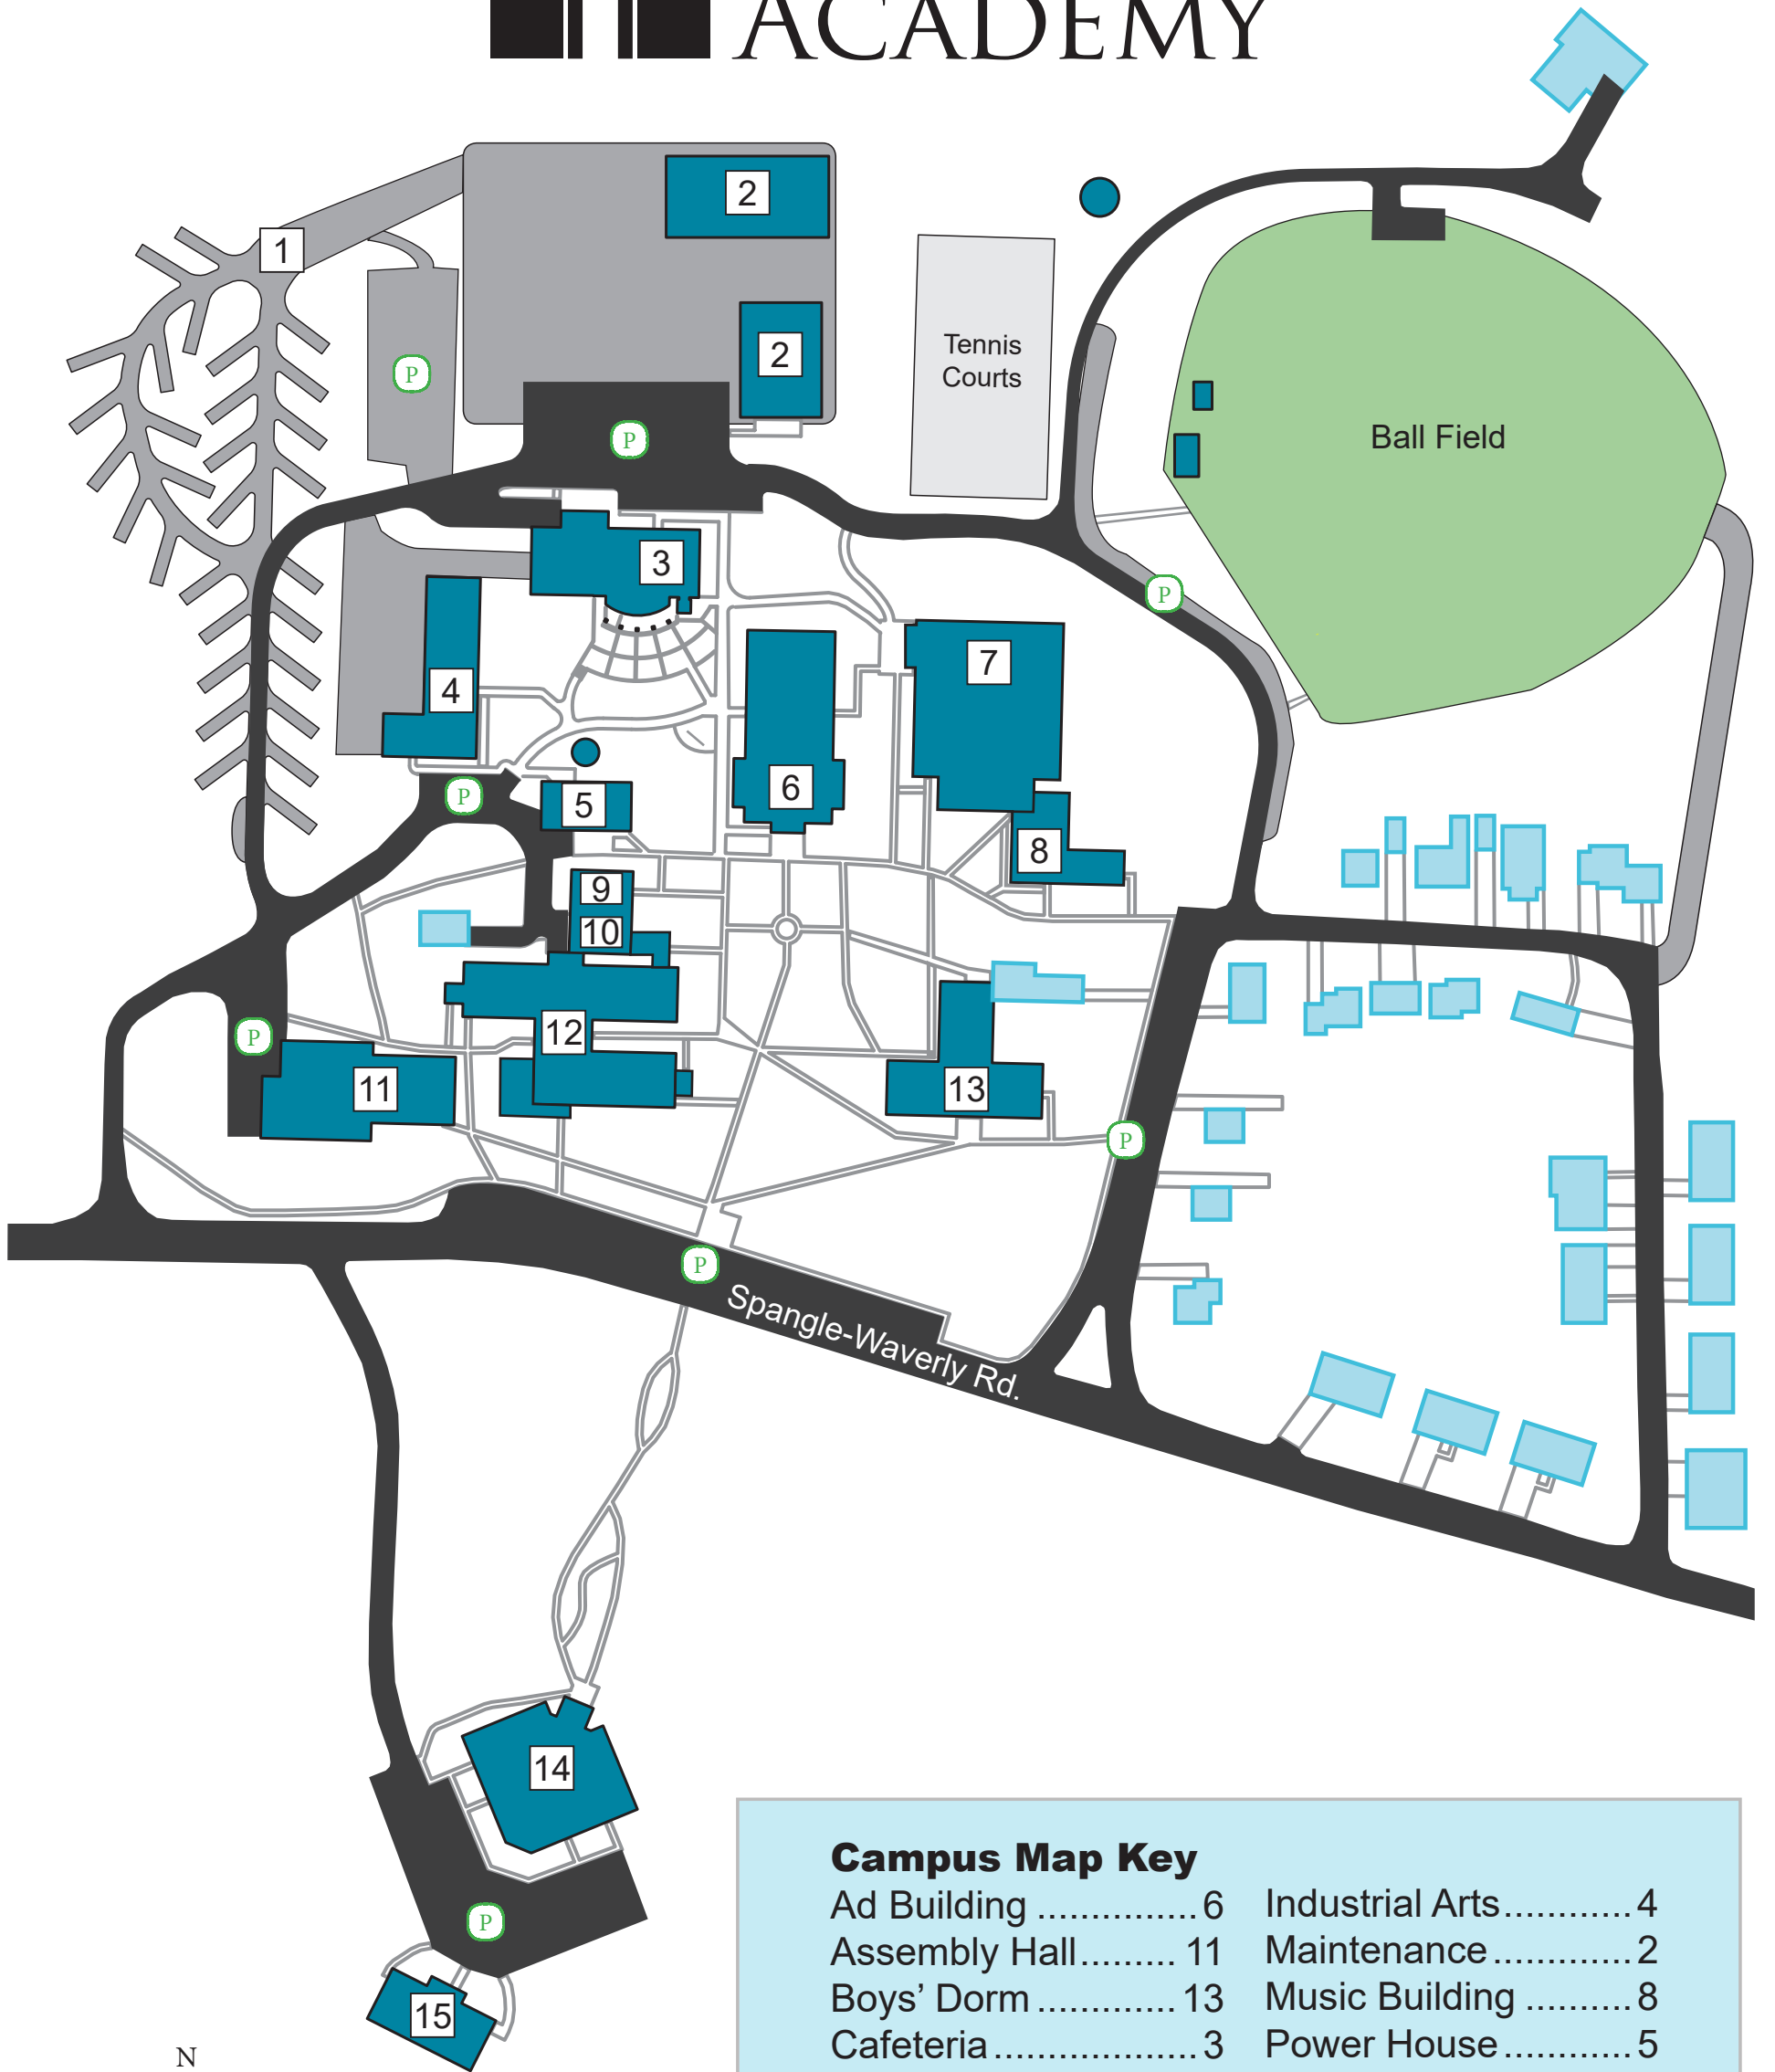 ACADEMY
2
1
2
Tennis
Courts
P
P
Ball Field
3
P
7
4
6
P
5
8
9
10
12
P
11
13
P
P
Spangle-Waverly Rd.
14
P
15
N
Campus Map Key
Ad Building ............... 6
Assembly Hall......... 11
Boys’ Dorm ............. 13
Cafeteria ................... 3
Industrial Arts............ 4
Maintenance ............. 2
Music Building .......... 8
Power House ............ 5